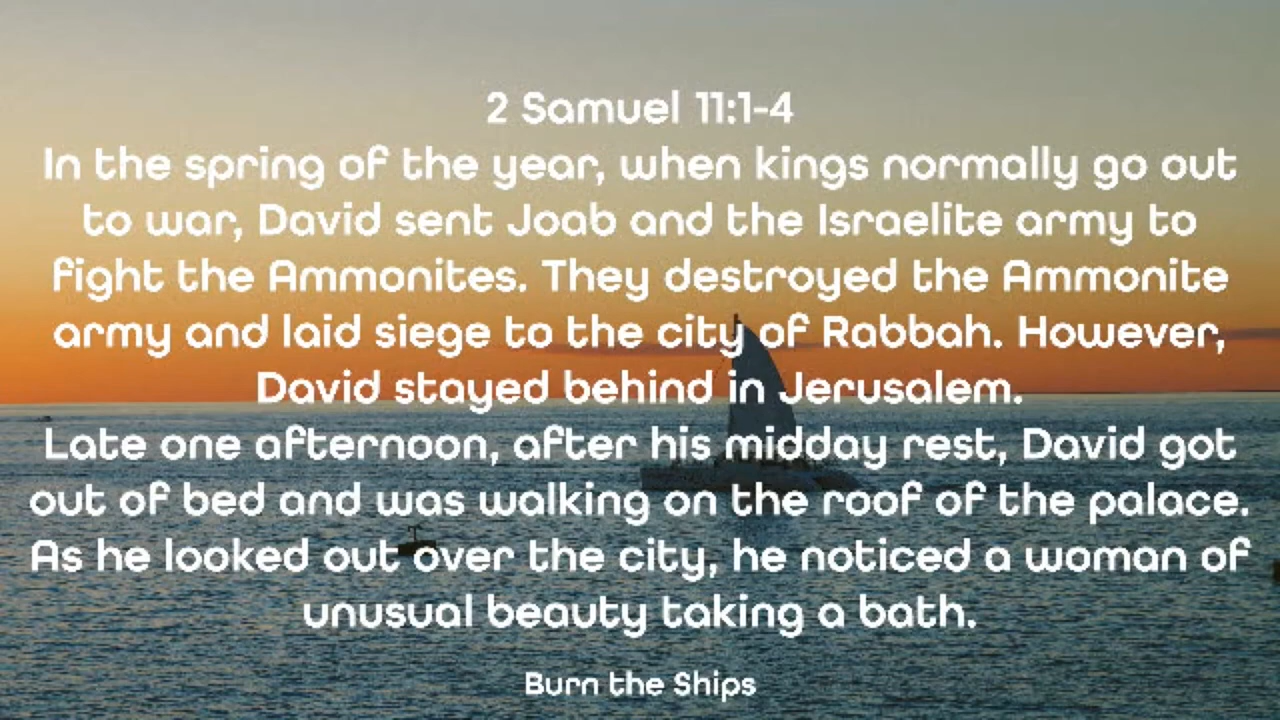 2 Samuel 11:1-4
In the spring of the year, when kings normally go out
to war, David sent Joab and the Israelite army to
fight the Ammonites. They destroyed the Ammonite
army and laid siege to the city of Rabbah. However,
David stayed behind in Jerusalem.
Late one afternoon, after his midday rest, David got
out of bed and was walking on the roof of the palace.
As he looked out over the city, he noticed a woman of
unusual beauty taking a bath.
Burn the Ships